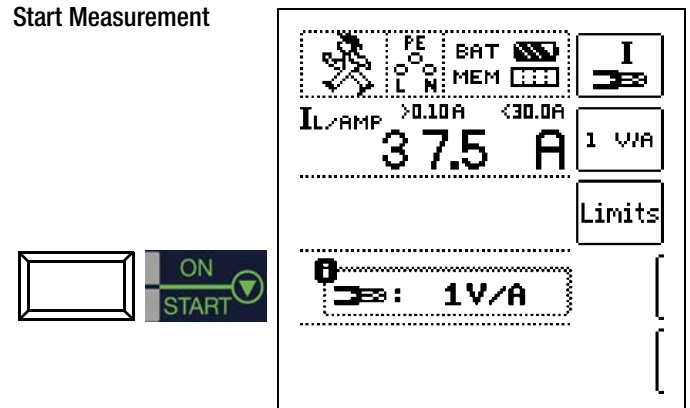 Start Measurement
PE
L N
BAT
MEM
I
IL/AMP >0.10A <30.0A
37.5 A
1 V/A
Limits
ON
START
: 1V/A